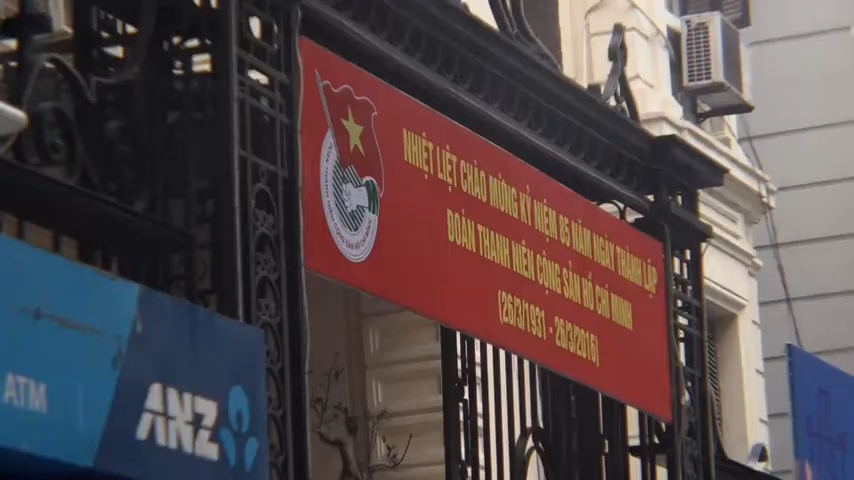 NHIỆT LIỆT CHÀO MỪNG KỶ NIỆM 85 NĂM NGÀY THÀNH LẬP
ĐOÀN THANH NIÊN CỘNG SẢN HỒ CHÍ MINH
(26/3/1931 - 26/3/2016)
ATM
ANZ